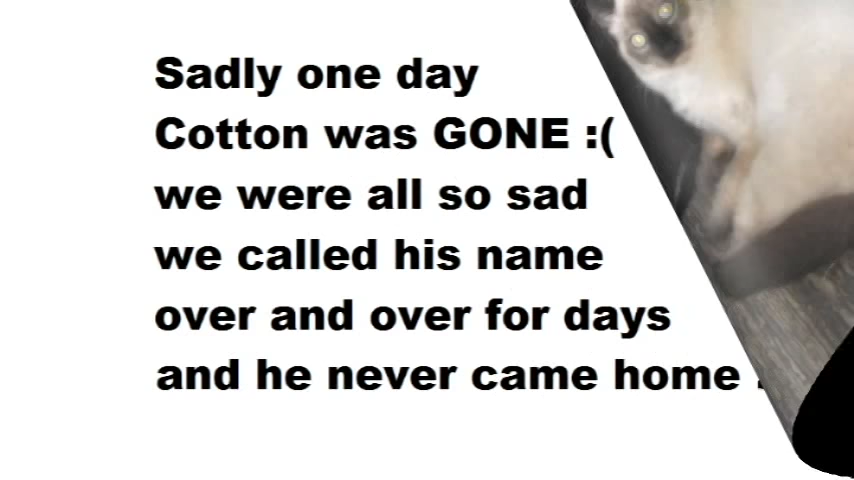 Sadly one day
Cotton was GONE :(
we were all so sad
we called his name
over and over for days
and he never came home